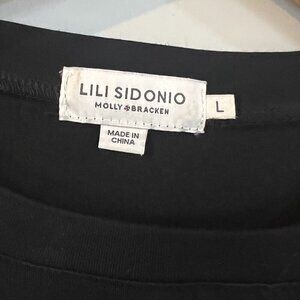 LILI SIDONIO
MOLLY BRACKEN
L
MADE IN
CHINA